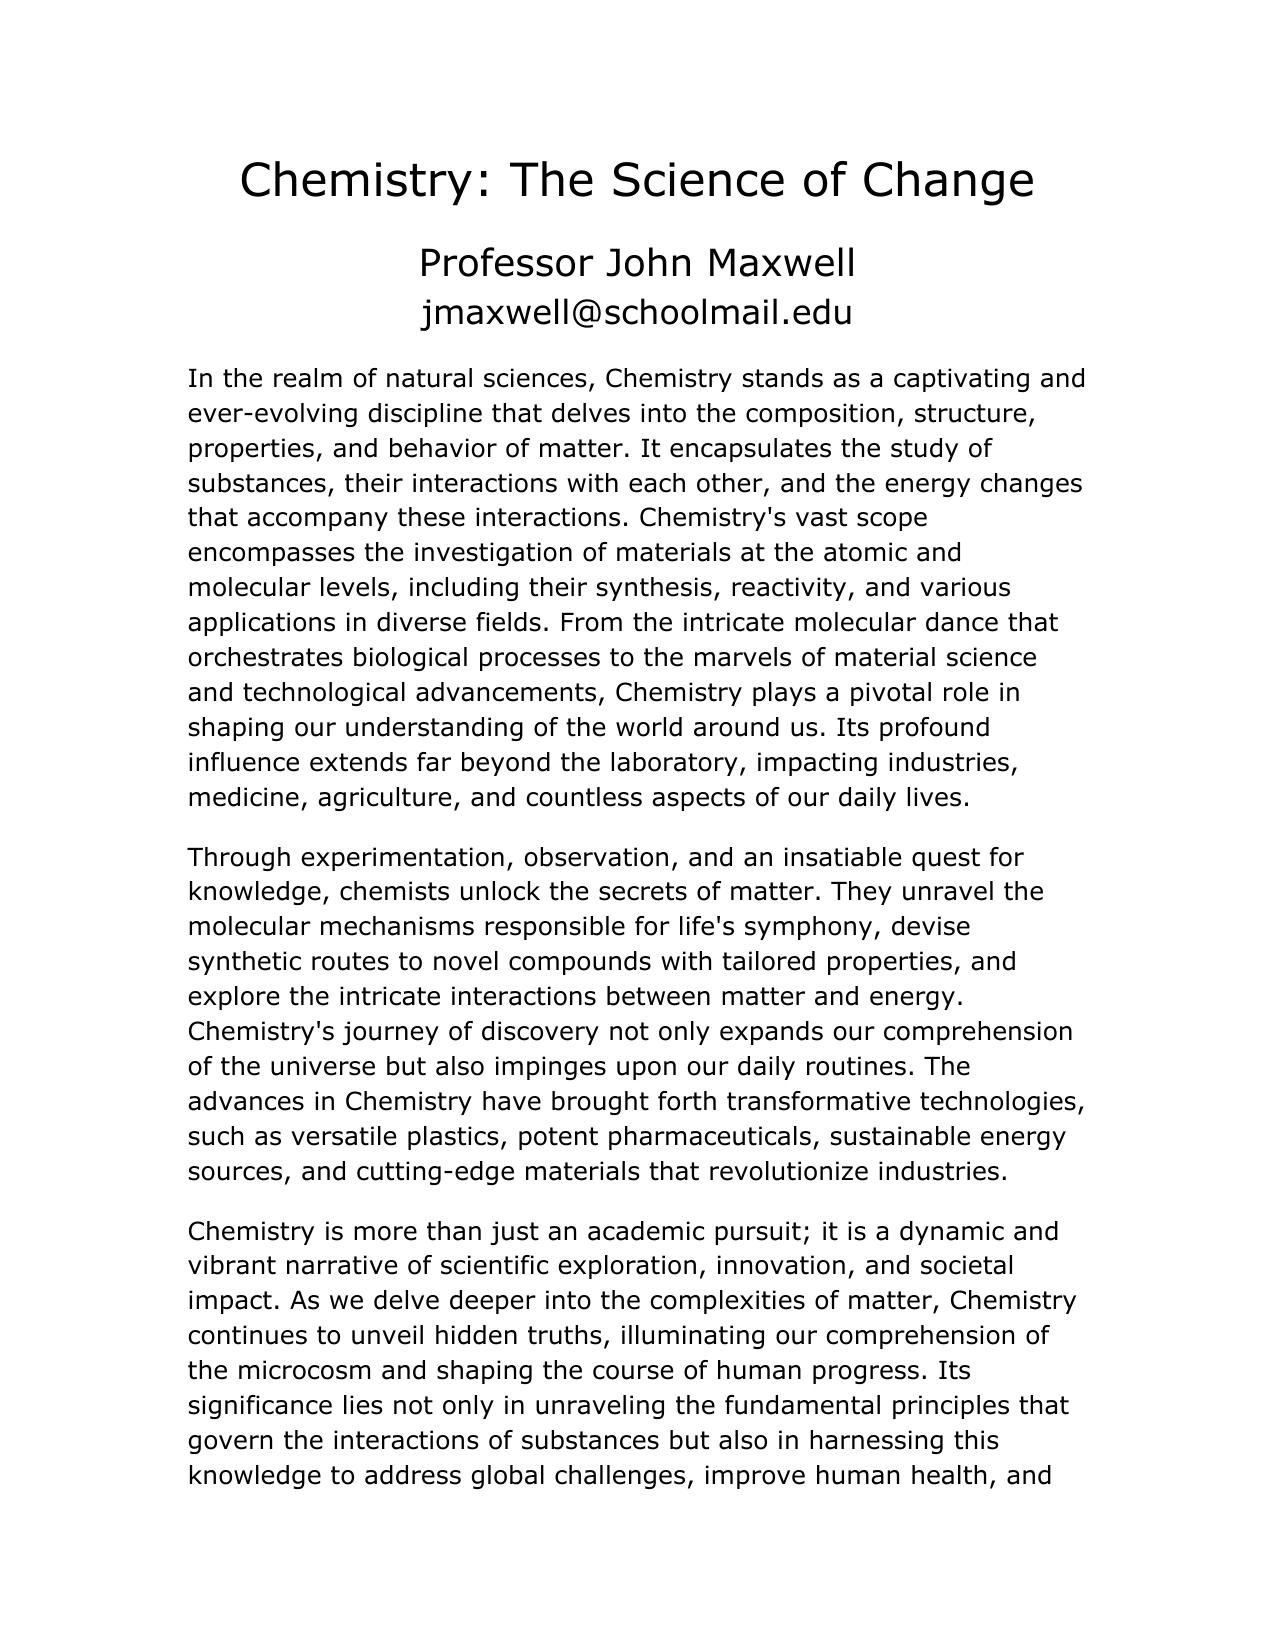 Chemistry: The Science of Change
Professor John Maxwell
jmaxwell@schoolmail.edu
In the realm of natural sciences, Chemistry stands as a captivating and
ever-evolving discipline that delves into the composition, structure,
properties, and behavior of matter. It encapsulates the study of
substances, their interactions with each other, and the energy changes
that accompany these interactions. Chemistry's vast scope
encompasses the investigation of materials at the atomic and
molecular levels, including their synthesis, reactivity, and various
applications in diverse fields. From the intricate molecular dance that
orchestrates biological processes to the marvels of material science
and technological advancements, Chemistry plays a pivotal role in
shaping our understanding of the world around us. Its profound
influence extends far beyond the laboratory, impacting industries,
medicine, agriculture, and countless aspects of our daily lives.
Through experimentation, observation, and an insatiable quest for
knowledge, chemists unlock the secrets of matter. They unravel the
molecular mechanisms responsible for life's symphony, devise
synthetic routes to novel compounds with tailored properties, and
explore the intricate interactions between matter and energy.
Chemistry's journey of discovery not only expands our comprehension
of the universe but also impinges upon our daily routines. The
advances in Chemistry have brought forth transformative technologies,
such as versatile plastics, potent pharmaceuticals, sustainable energy
sources, and cutting-edge materials that revolutionize industries.
Chemistry is more than just an academic pursuit; it is a dynamic and
vibrant narrative of scientific exploration, innovation, and societal
impact. As we delve deeper into the complexities of matter, Chemistry
continues to unveil hidden truths, illuminating our comprehension of
the microcosm and shaping the course of human progress. Its
significance lies not only in unraveling the fundamental principles that
govern the interactions of substances but also in harnessing this
knowledge to address global challenges, improve human health, and